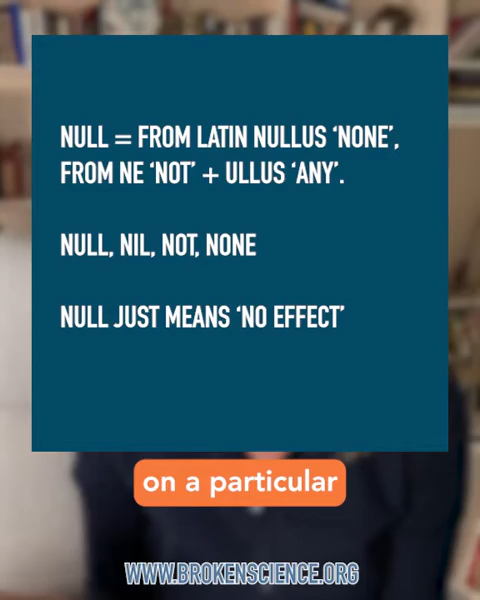 NULL = FROM LATIN NULLUS ‘NONE’,
FROM NE ‘NOT’ + ULLUS ‘ANY’.
NULL, NIL, NOT, NONE
NULL JUST MEANS ‘NO EFFECT’
on a particular
WWW.BROKENSCIENCE.ORG